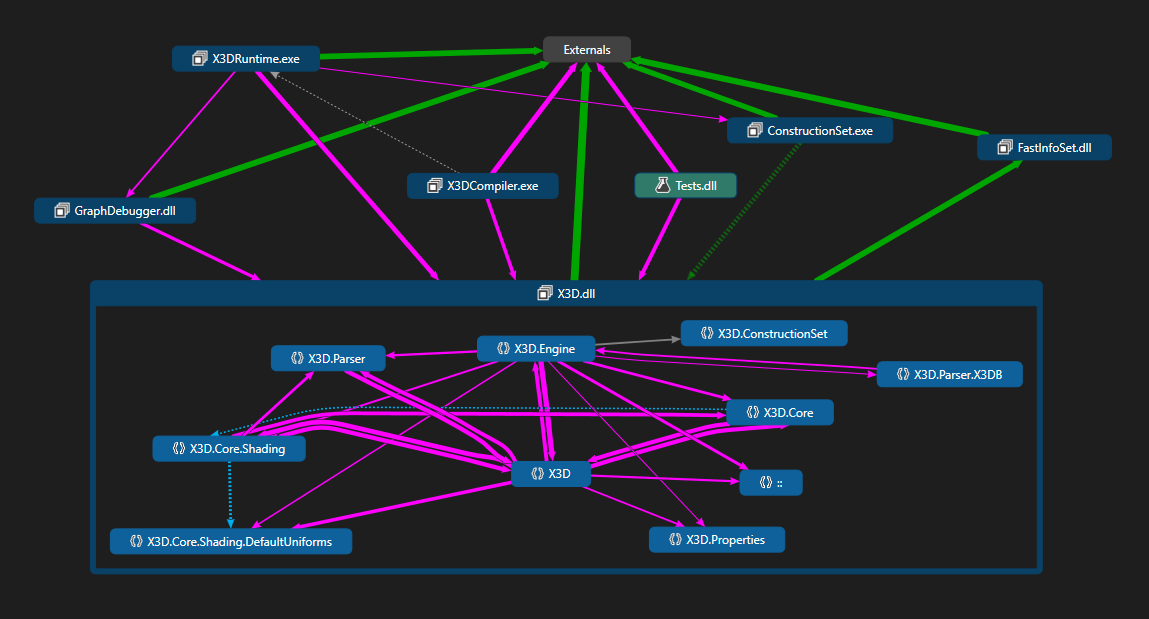 Externals
X3DRuntime.exe
ConstructionSet.exe
FastInfoSet.dll
X3DCompiler.exe
Tests.dll
GraphDebugger.dll
X3D.dll
X3D.ConstructionSet
X3D.Engine
X3D.Parser
X3D.Parser.X3DB
X3D.Core
X3D.Core.Shading
X3D
::
X3D.Core.Shading.DefaultUniforms
X3D.Properties